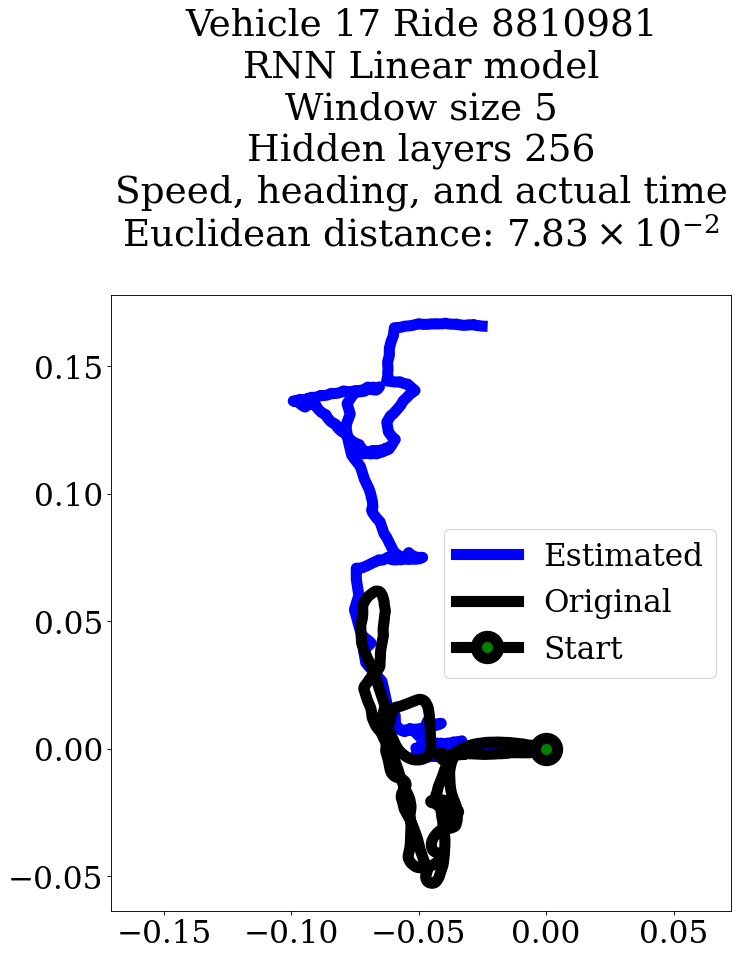 Vehicle 17 Ride 8810981
RNN Linear model
Window size 5
Hidden layers 256
Speed, heading, and actual time
Euclidean distance: 7.83 × 10⁻²
0.15
0.10
0.05
0.00
−0.05
Estimated
Original
Start
−0.15 −0.10 −0.05 0.00 0.05